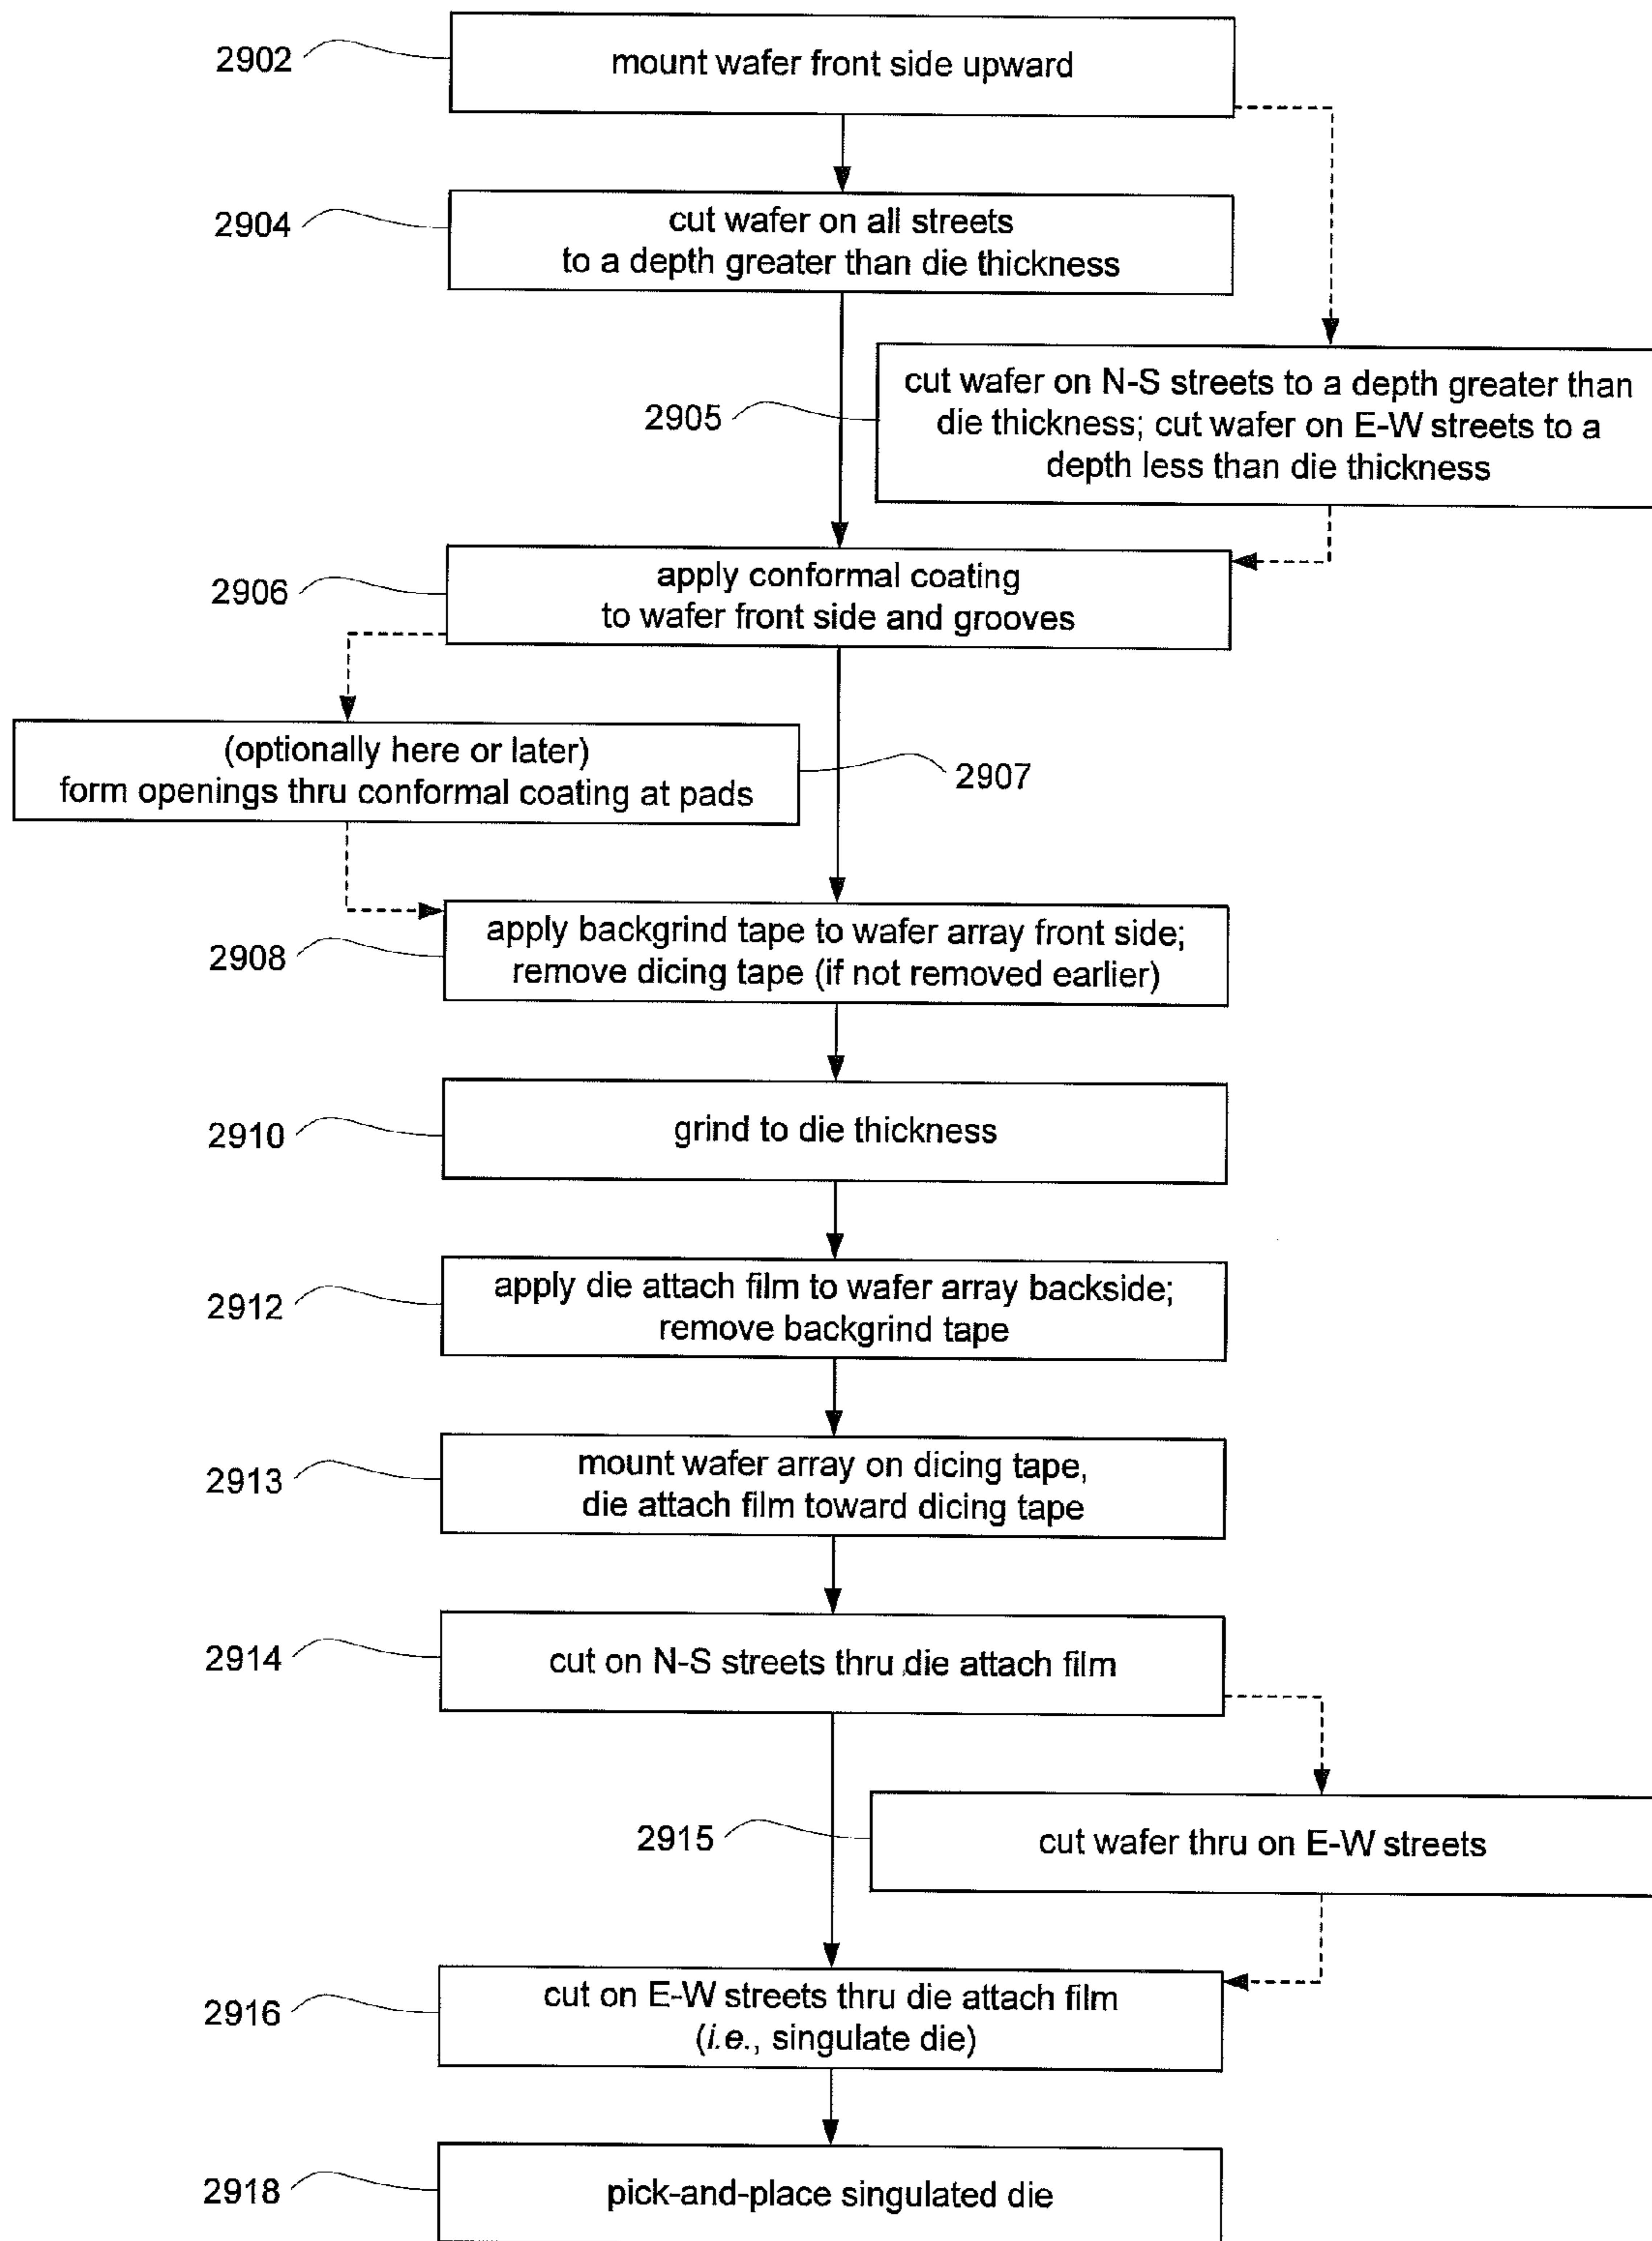 2902
mount wafer front side upward
2904
cut wafer on all streets
to a depth greater than die thickness
2905
cut wafer on N-S streets to a depth greater than
die thickness; cut wafer on E-W streets to a
depth less than die thickness
2906
apply conformal coating
to wafer front side and grooves
(optionally here or later)
form openings thru conformal coating at pads
2907
2908
apply backgrind tape to wafer array front side;
remove dicing tape (if not removed earlier)
2910
grind to die thickness
2912
apply die attach film to wafer array backside;
remove backgrind tape
2913
mount wafer array on dicing tape,
die attach film toward dicing tape
2914
cut on N-S streets thru die attach film
2915
cut wafer thru on E-W streets
2916
cut on E-W streets thru die attach film
(i.e., singulate die)
2918
pick-and-place singulated die